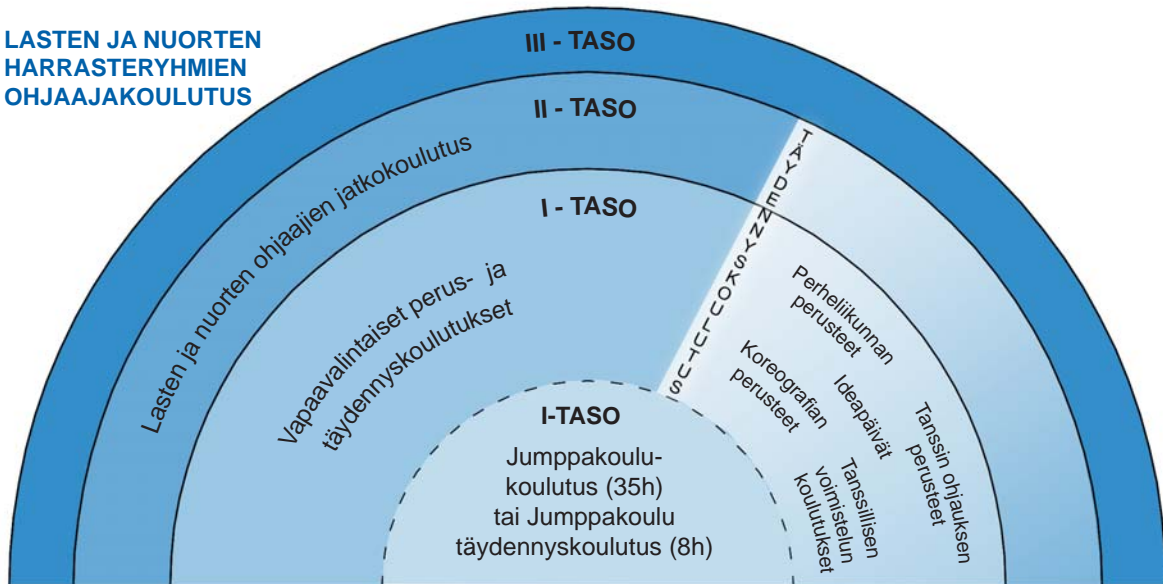 LASTEN JA NUORTEN
HARRASTERYHMIEN
OHJAAJAKOULUTUS
III - TASO
II - TASO
Lasten ja nuorten ohjaajien jatkokoulutus
I - TASO
Vapaavalintaiset perus- ja
täydennyskoulutukset
TÄYDENNYSKOULUTUS
Perheliikunnan
perusteet
Koreografian
perusteet
Ideapäivät
Tanssin ohjauksen
perusteet
Tanssillisen
voimistelun
koulutukset
I-TASO
Jumppakoulu-
koulutus (35h)
tai Jumppakoulu
täydennyskoulutus (8h)